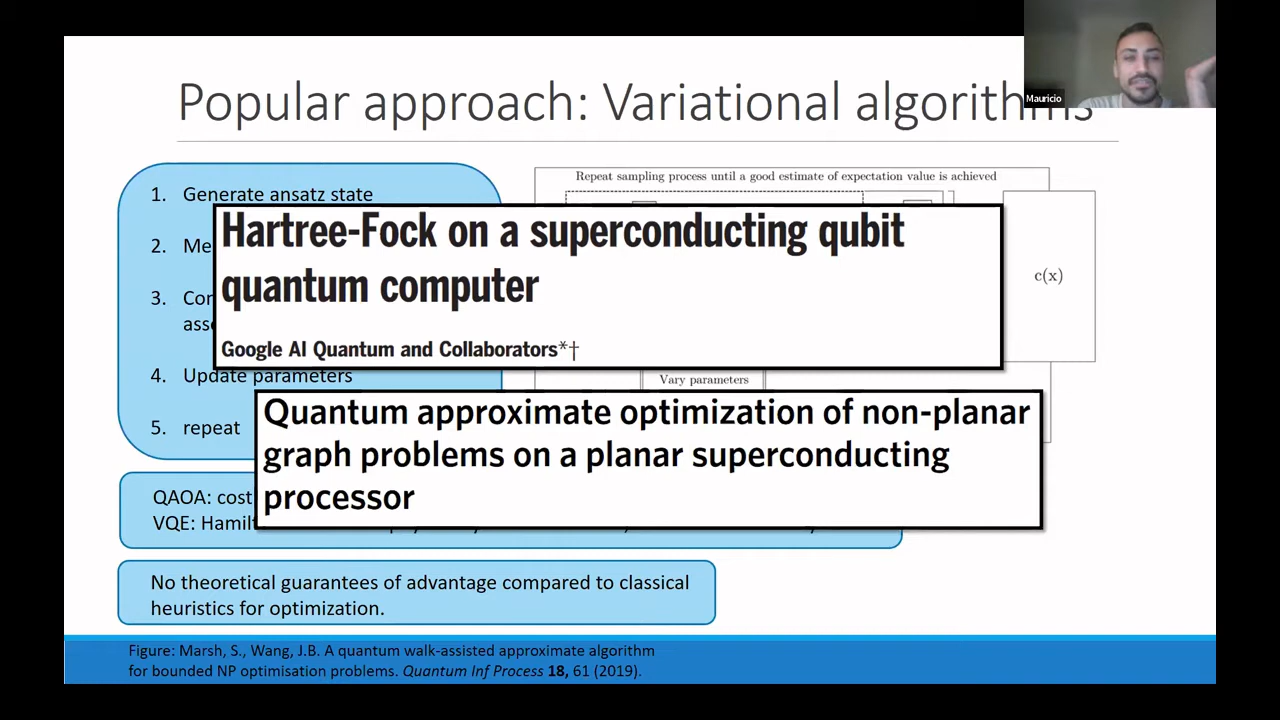 Mauricio
Popular approach: Variational algorithms
1. Generate ansatz state
2. Me
3. Con
asse
4. Update parameters
5. repeat
Repeat sampling process until a good estimate of expectation value is achieved
c(x)
Vary parameters
Hartree-Fock on a superconducting qubit
quantum computer
Google AI Quantum and Collaborators*†
Quantum approximate optimization of non-planar
graph problems on a planar superconducting
processor
QAOA: cost
VQE: Hamilt
No theoretical guarantees of advantage compared to classical
heuristics for optimization.
Figure: Marsh, S., Wang, J.B. A quantum walk-assisted approximate algorithm
for bounded NP optimisation problems. Quantum Inf Process 18, 61 (2019).